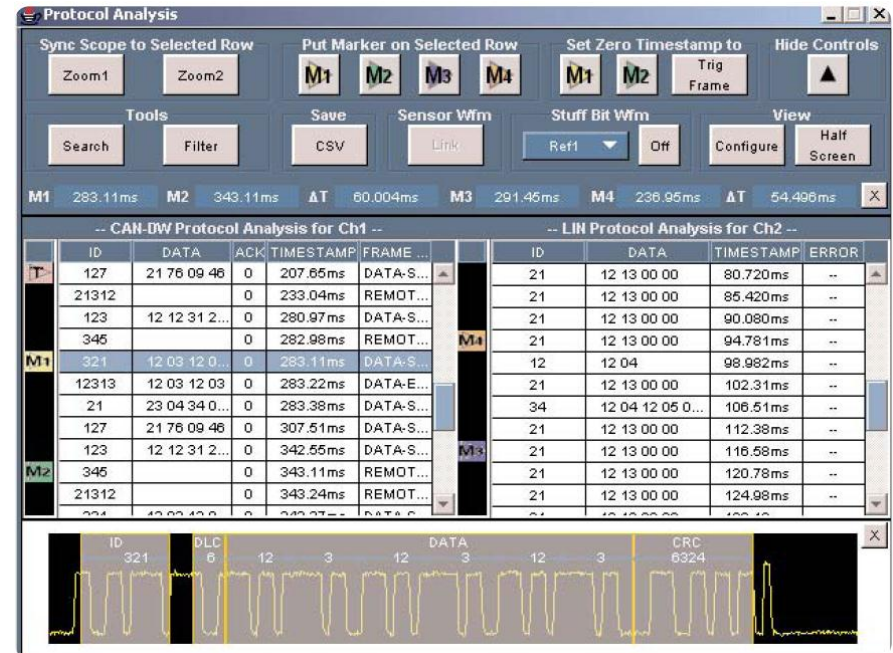 Protocol Analysis
Sync Scope to Selected Row Put Marker on Selected Row Set Zero Timestamp to Hide Controls
Zoom1 Zoom2 M1 M2 M3 M4 M1 M2 Trig Frame
Tools Save Sensor Wfm Stuff Bit Wfm View
Search Filter CSV Link Ref1 Off Configure Half Screen
M1 283.11ms M2 343.11ms ΔT 60.004ms M3 291.45ms M4 236.95ms ΔT 54.496ms X
-- CAN-DW Protocol Analysis for Ch1 -- -- LIN Protocol Analysis for Ch2 --
ID DATA ACK TIMESTAMP FRAME ... ID DATA TIMESTAMP ERROR
T 127 21 76 09 46 0 207.65ms DATA-S... 21 12 13 00 00 80.720ms --
21312 0 233.04ms REMOT... 21 12 13 00 00 85.420ms --
123 12 12 31 2... 0 280.97ms DATA-S... 21 12 13 00 00 90.080ms --
345 0 282.98ms REMOT... M4 21 12 13 00 00 94.781ms --
M1 321 12 03 12 0... 0 283.11ms DATA-S... 12 12 04 98.982ms --
12313 12 03 12 03 0 283.22ms DATA-E... 21 12 13 00 00 102.31ms --
21 23 04 34 0... 0 283.38ms DATA-S... 34 12 04 12 05 0... 106.51ms --
127 21 76 09 46 0 307.51ms DATA-S... 21 12 13 00 00 112.38ms --
123 12 12 31 2... 0 342.55ms DATA-S... M3 21 12 13 00 00 116.58ms --
M2 345 0 343.11ms REMOT... 21 12 13 00 00 120.78ms --
21312 0 343.24ms REMOT... 21 12 13 00 00 124.98ms --
ID DLC DATA CRC X
321 6 12 3 12 3 12 3 6324